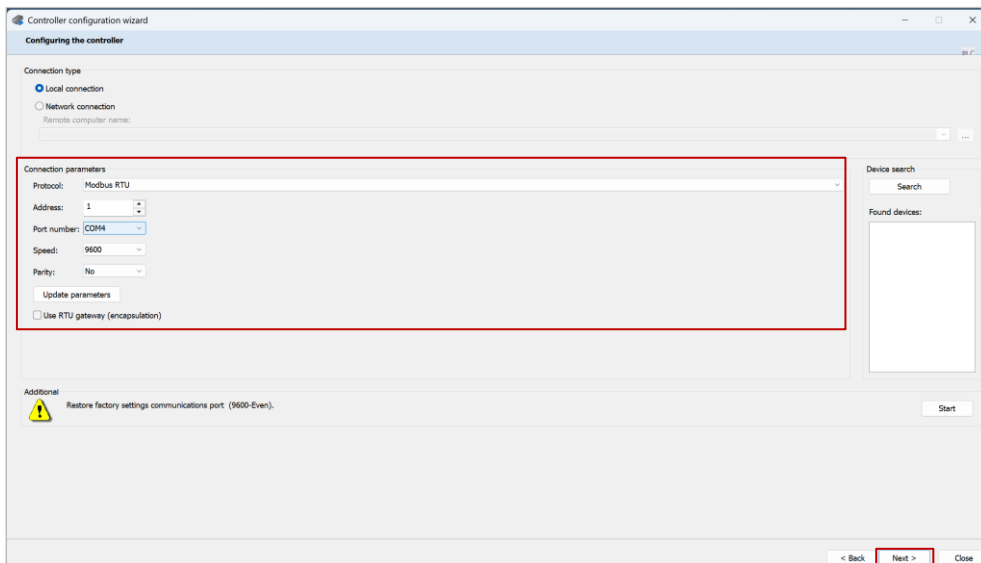 Controller configuration wizard
Configuring the controller
Connection type
Local connection
Network connection
Remote computer name:
...
Connection parameters
Protocol: Modbus RTU
Address: 1
Port number: COM4
Speed: 9600
Parity: No
Update parameters
Use RTU gateway (encapsulation)
Device search
Search
Found devices:
Additional
Restore factory settings communications port (9600-Even).
Start
< Back Next > Close